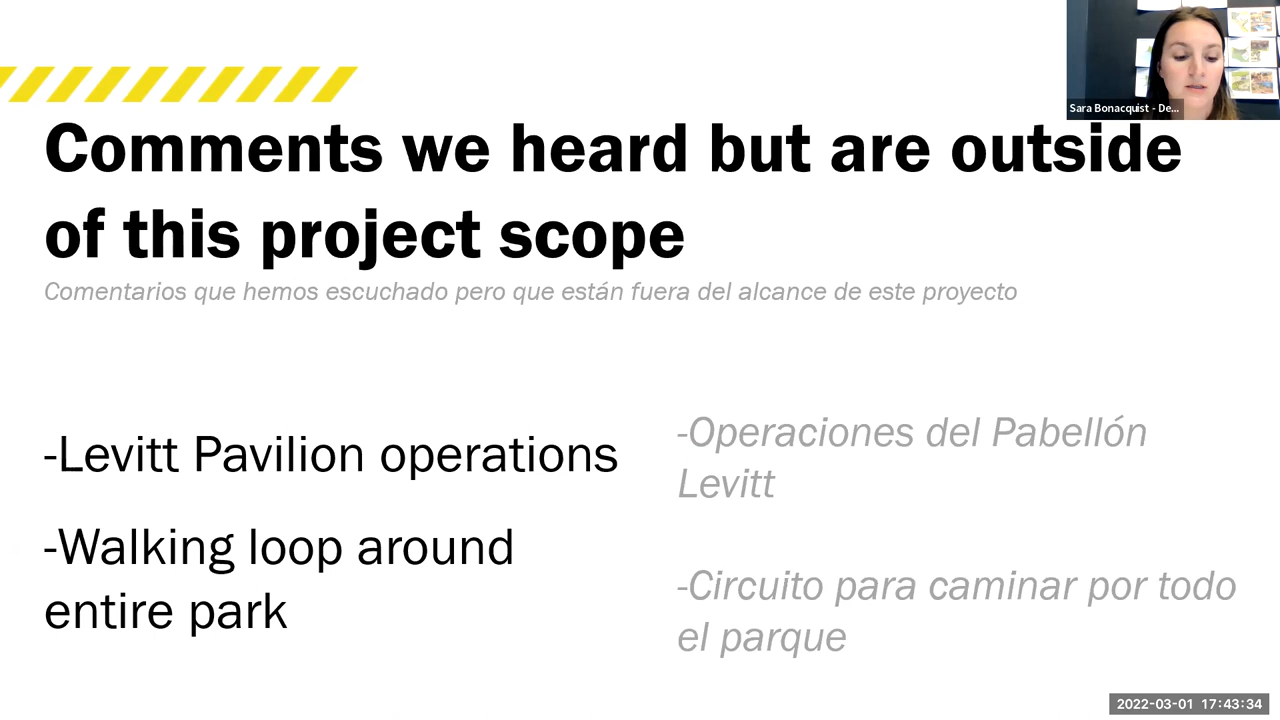 Sara Bonacquist - De...
Comments we heard but are outside
of this project scope
Comentarios que hemos escuchado pero que están fuera del alcance de este proyecto
-Levitt Pavilion operations
-Walking loop around
entire park
-Operaciones del Pabellón
Levitt
-Circuito para caminar por todo
el parque
2022-03-01 17:43:34